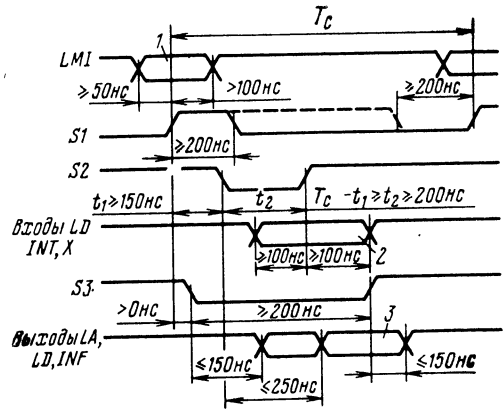 T_C
1
LMI
≥50нс
>100нс
≥200нс
S1
≥200нс
S2
t₁≥150нс
t₂
T_C -t₁≥t₂≥200нс
Входы LD
INT,X
≥100нс
≥100нс
2
S3.
>0нс
≥200нс
Выходы LA,
LD,INF
3
≤150нс
≤250нс
≤150нс